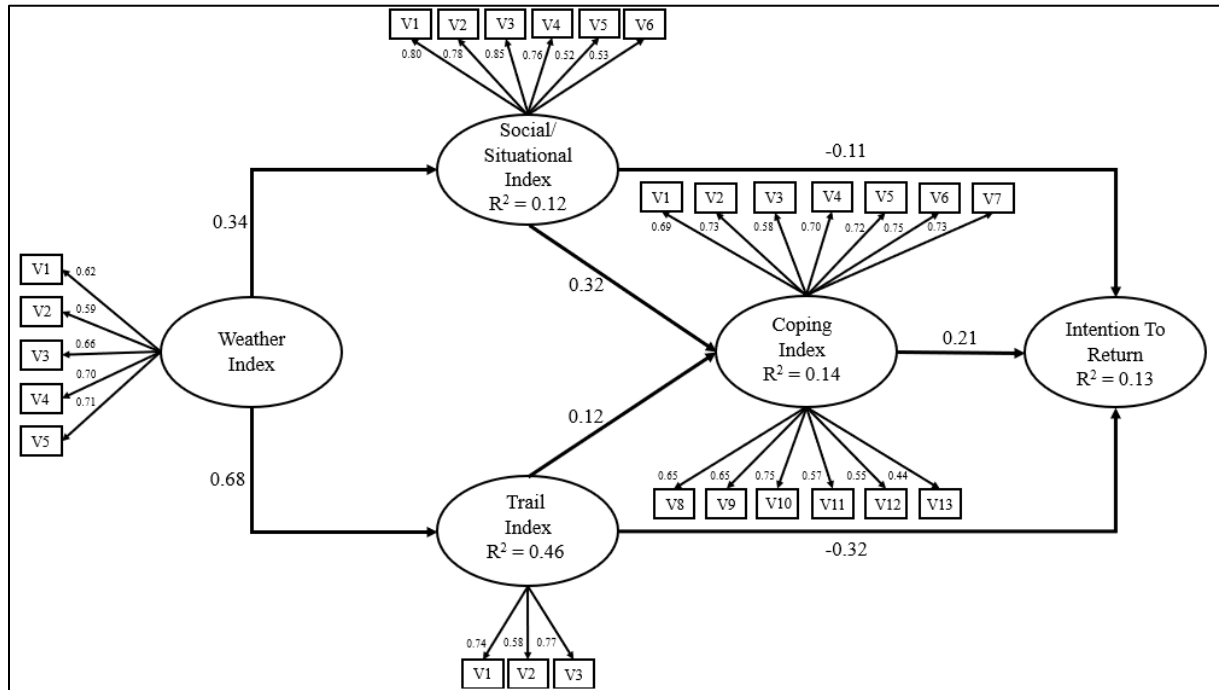 V1 V2 V3 V4 V5 V6
0.80 0.78 0.85 0.76 0.52 0.53
Social/
Situational
Index
R² = 0.12
-0.11
0.34
V1 V2 V3 V4 V5 V6 V7
0.69 0.73 0.58 0.70 0.72 0.75 0.73
0.32
V1 0.62
V2 0.59
V3 0.66
V4 0.70
V5 0.71
Weather
Index
Coping
Index
R² = 0.14
0.21
Intention To
Return
R² = 0.13
0.12
0.68
0.65 0.65 0.75 0.57 0.55 0.44
V8 V9 V10 V11 V12 V13
Trail
Index
R² = 0.46
-0.32
0.74 0.58 0.77
V1 V2 V3